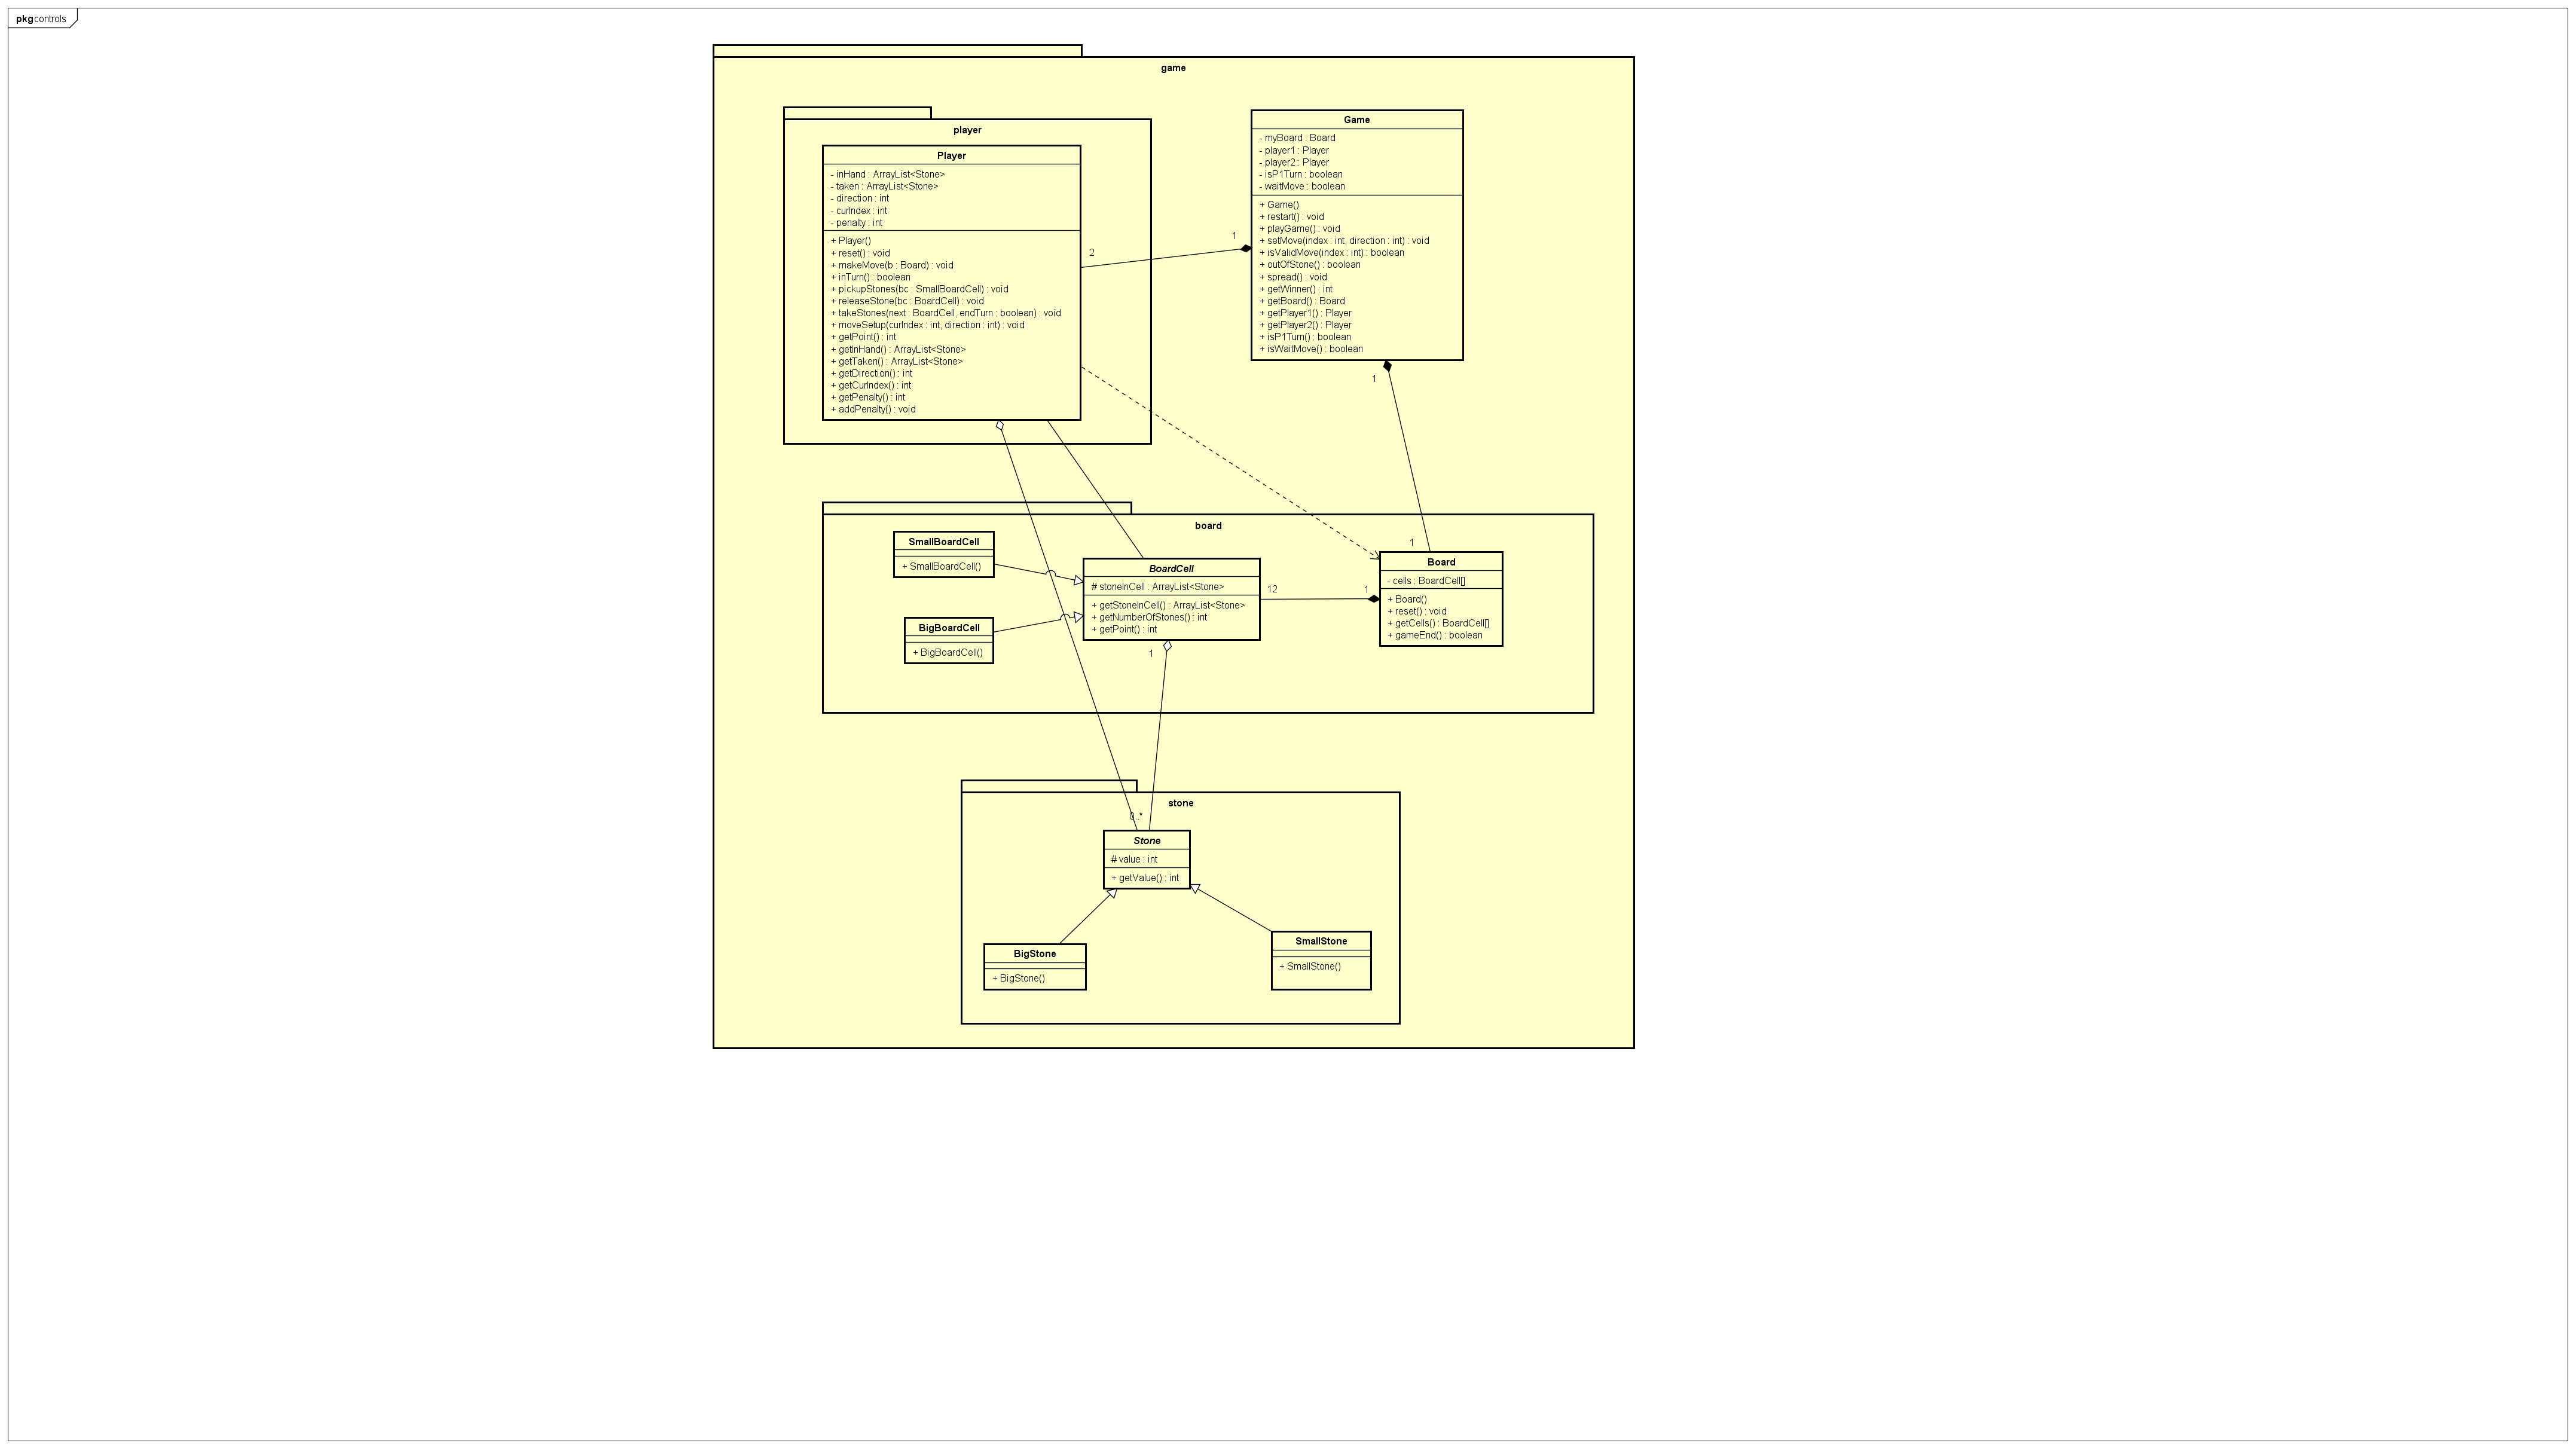 pkg controls
game
player
Player
- inHand : ArrayList<Stone>
- taken : ArrayList<Stone>
- direction : int
- curIndex : int
- penalty : int
+ Player()
+ reset() : void
+ makeMove(b : Board) : void
+ inTurn() : boolean
+ pickupStones(bc : SmallBoardCell) : void
+ releaseStone(bc : BoardCell) : void
+ takeStones(next : BoardCell, endTurn : boolean) : void
+ moveSetup(curIndex : int, direction : int) : void
+ getPoint() : int
+ getInHand() : ArrayList<Stone>
+ getTaken() : ArrayList<Stone>
+ getDirection() : int
+ getCurIndex() : int
+ getPenalty() : int
+ addPenalty() : void
2
1
Game
- myBoard : Board
- player1 : Player
- player2 : Player
- isP1Turn : boolean
- waitMove : boolean
+ Game()
+ restart() : void
+ playGame() : void
+ setMove(index : int, direction : int) : void
+ isValidMove(index : int) : boolean
+ outOfStone() : boolean
+ spread() : void
+ getWinner() : int
+ getBoard() : Board
+ getPlayer1() : Player
+ getPlayer2() : Player
+ isP1Turn() : boolean
+ isWaitMove() : boolean
1
1
board
SmallBoardCell
+ SmallBoardCell()
BigBoardCell
+ BigBoardCell()
BoardCell
# stoneInCell : ArrayList<Stone>
+ getStoneInCell() : ArrayList<Stone>
+ getNumberOfStones() : int
+ getPoint() : int
12
1
Board
- cells : BoardCell[]
+ Board()
+ reset() : void
+ getCells() : BoardCell[]
+ gameEnd() : boolean
1
stone
0..*
Stone
# value : int
+ getValue() : int
BigStone
+ BigStone()
SmallStone
+ SmallStone()